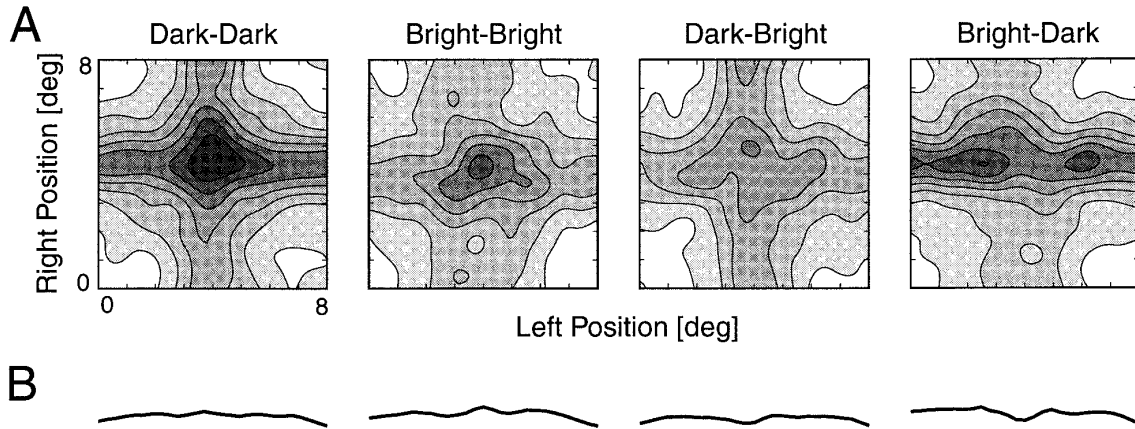 A
Dark-Dark Bright-Bright Dark-Bright Bright-Dark
8
Right Position [deg]
0
0 8
Left Position [deg]
B